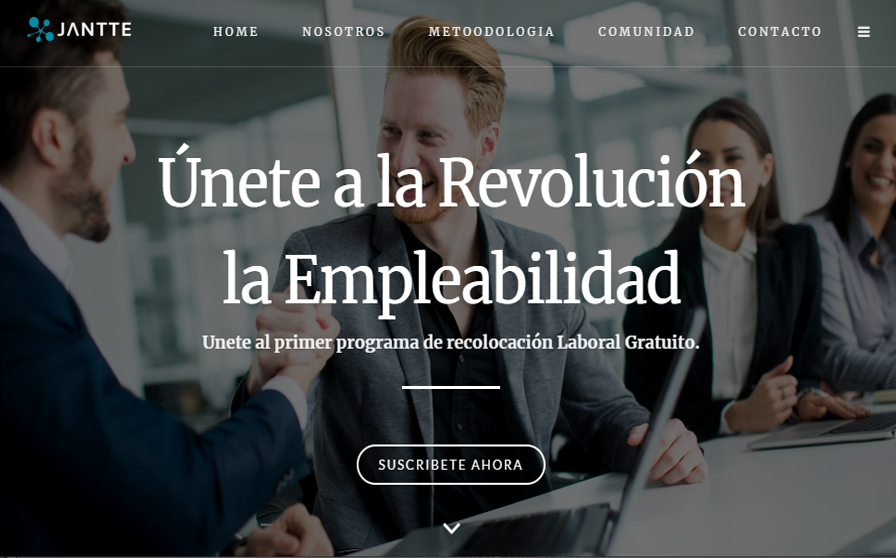 JANTTE
HOME NOSOTROS METODOLOGIA COMUNIDAD CONTACTO
Únete a la Revolución
la Empleabilidad
Unete al primer programa de recolocación Laboral Gratuito.
SUSCRIBETE AHORA